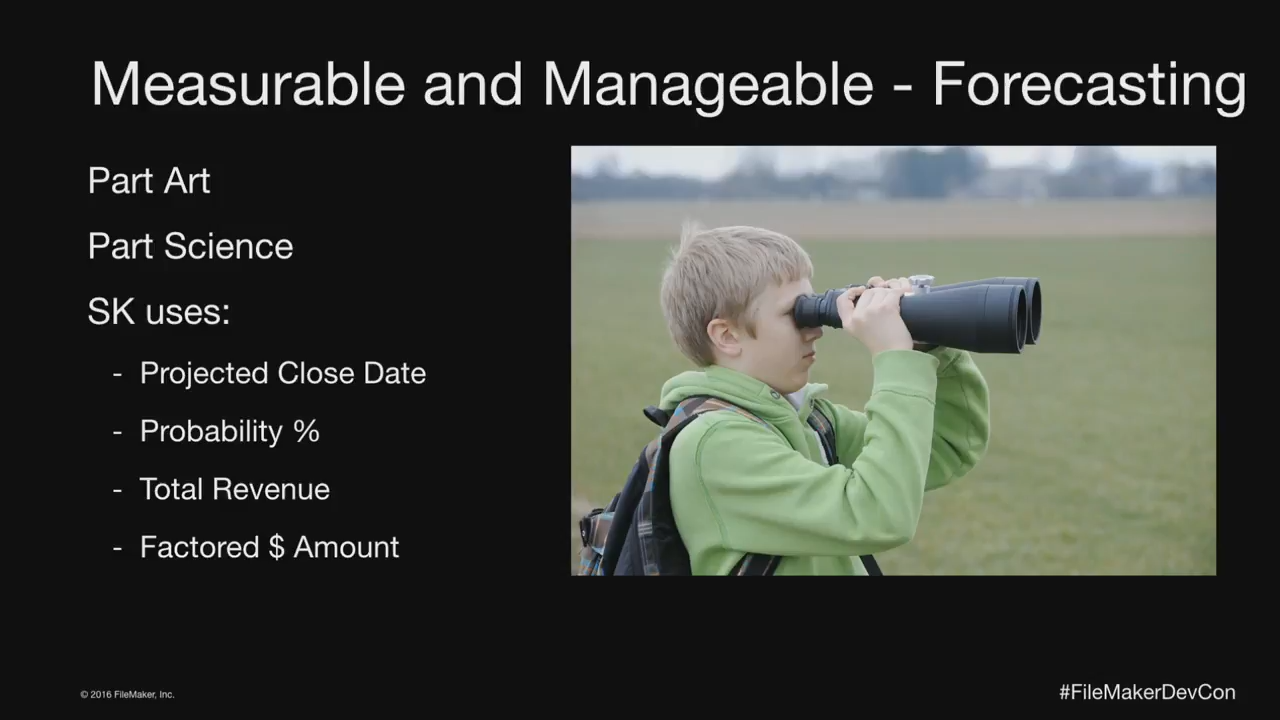 Measurable and Manageable - Forecasting
Part Art
Part Science
SK uses:
- Projected Close Date
- Probability %
- Total Revenue
- Factored $ Amount
© 2016 FileMaker, Inc.
#FileMakerDevCon